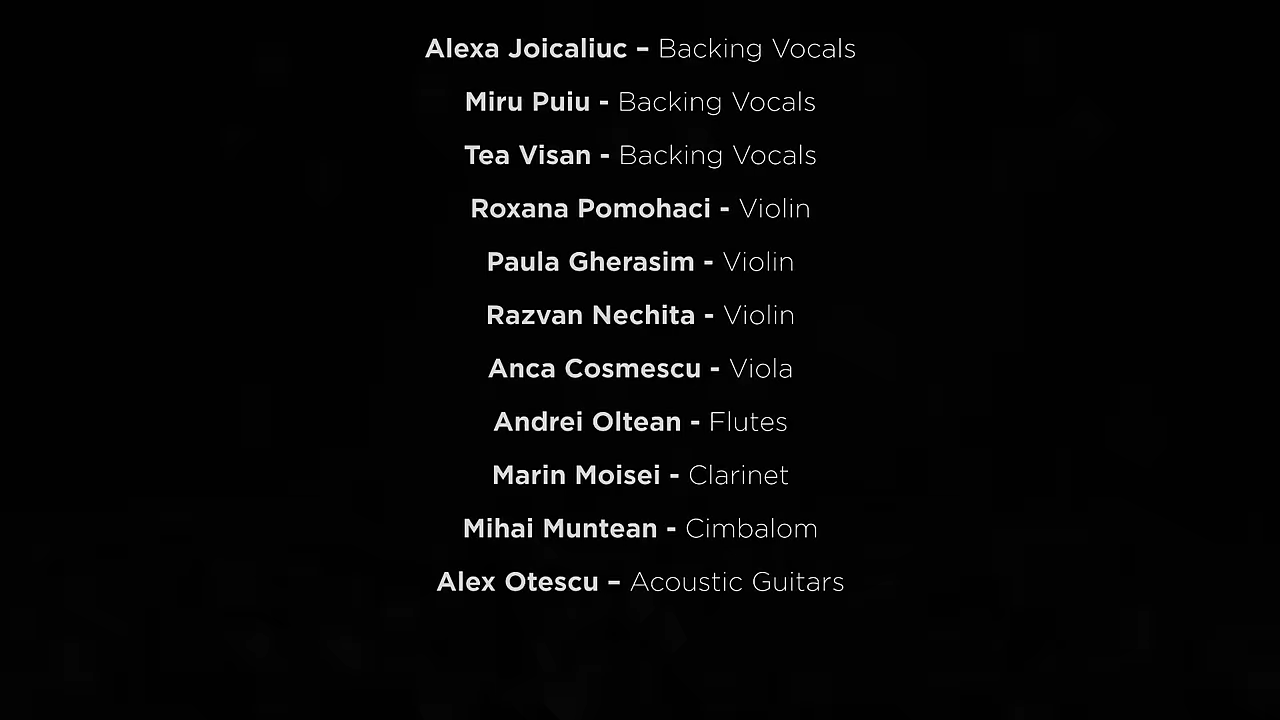 Alexa Joicaliuc – Backing Vocals
Miru Puiu - Backing Vocals
Tea Visan - Backing Vocals
Roxana Pomohaci - Violin
Paula Gherasim - Violin
Razvan Nechita - Violin
Anca Cosmescu - Viola
Andrei Oltean - Flutes
Marin Moisei - Clarinet
Mihai Muntean - Cimbalom
Alex Otescu – Acoustic Guitars